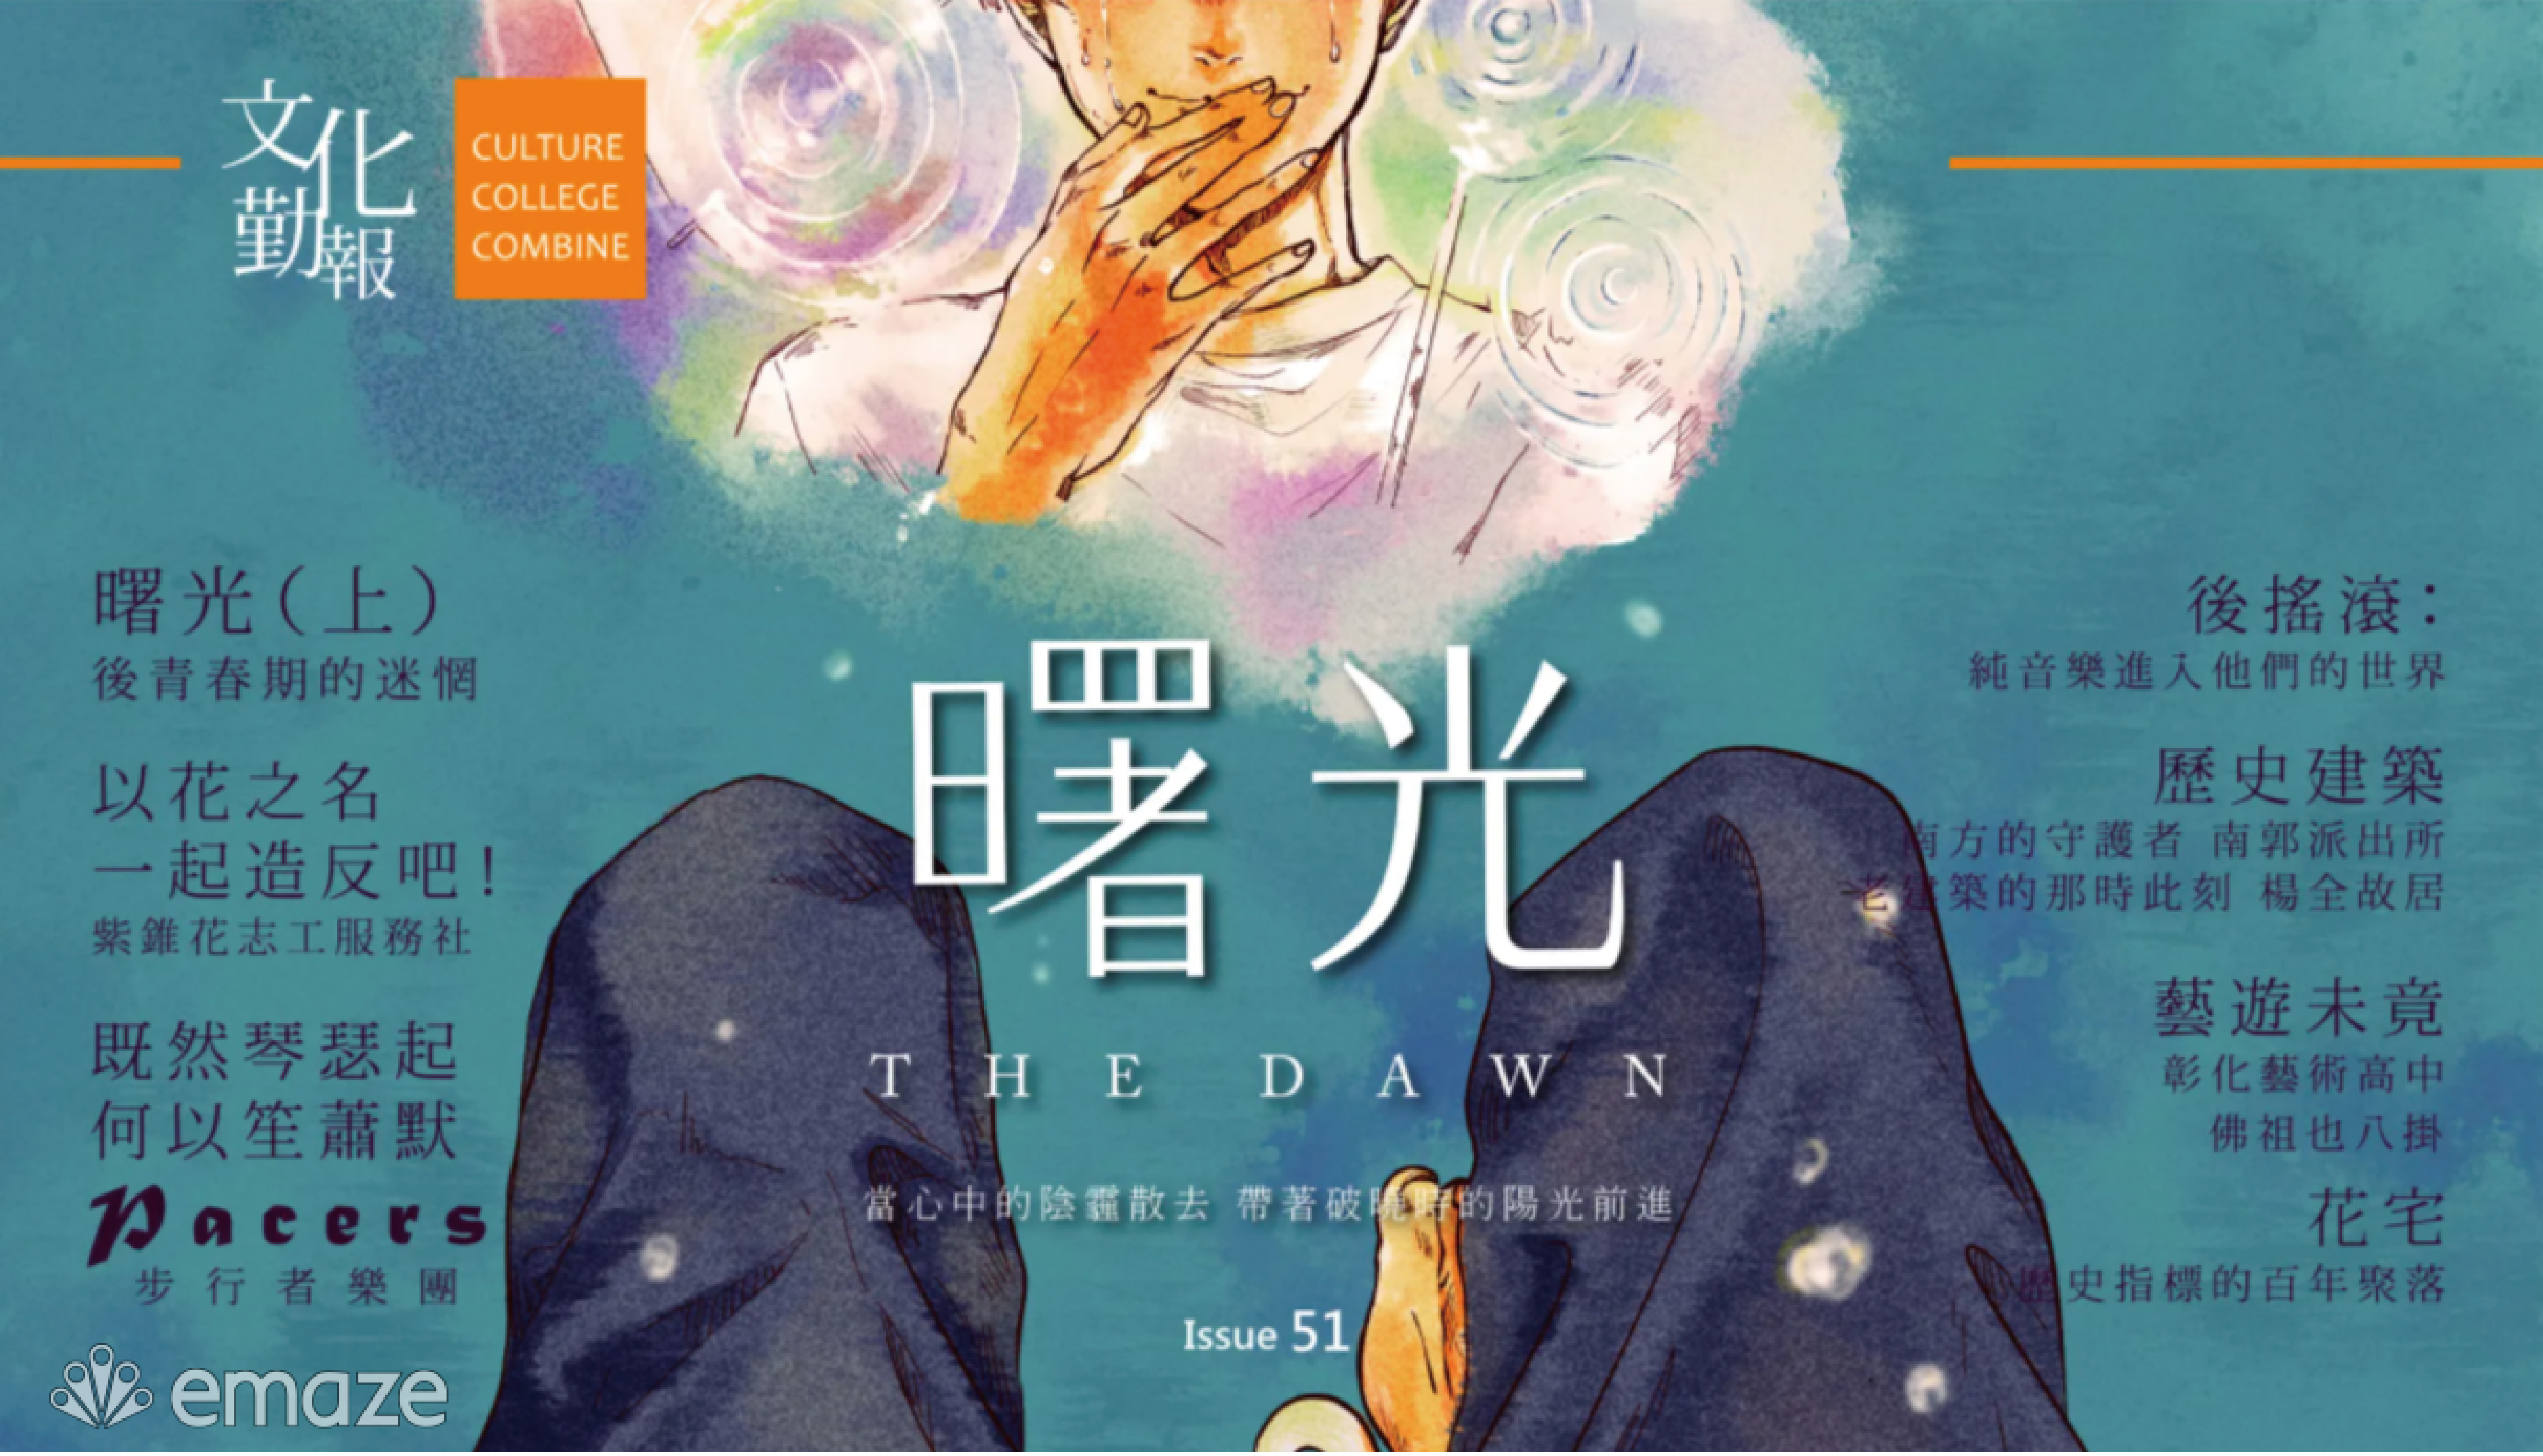 文化
勤報
CULTURE
COLLEGE
COMBINE
曙光（上）
後青春期的迷惘
以花之名
一起造反吧！
紫錐花志工服務社
既然琴瑟起
何以笙蕭默
Pacers
步行者樂團
曙光
THE DAWN
當心中的陰霾散去 帶著破曉時的陽光前進
Issue 51
後搖滾：
純音樂進入他們的世界
歷史建築
南方的守護者 南郭派出所
老建築的那時此刻 楊全故居
藝遊未竟
彰化藝術高中
佛祖也八掛
花宅
歷史指標的百年聚落
emaze